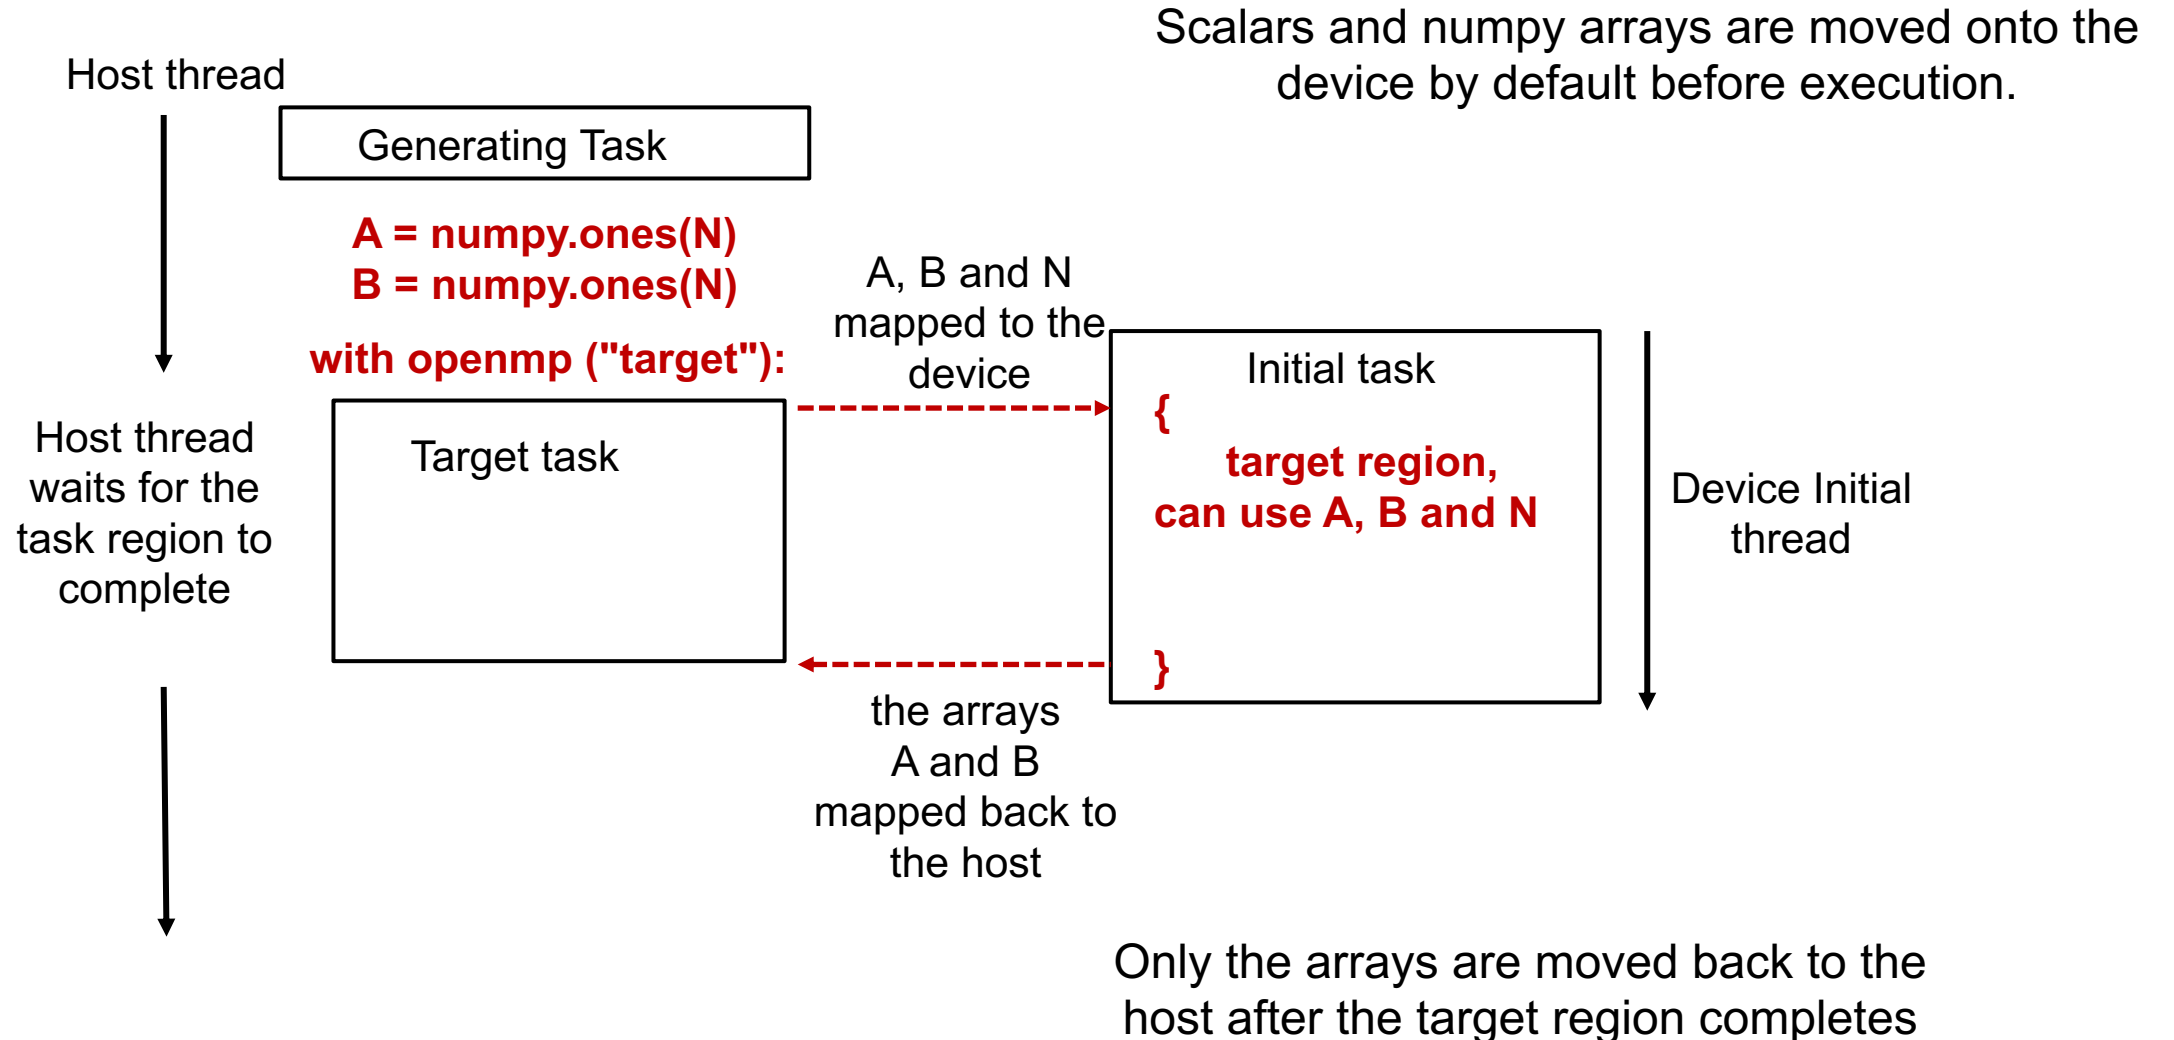 Scalars and numpy arrays are moved onto the
device by default before execution.
Host thread
Generating Task
A = numpy.ones(N)
B = numpy.ones(N)
with openmp ("target"):
A, B and N
mapped to the
device
Initial task
{
target region,
can use A, B and N
}
Target task
Host thread
waits for the
task region to
complete
Device Initial
thread
the arrays
A and B
mapped back to
the host
Only the arrays are moved back to the
host after the target region completes